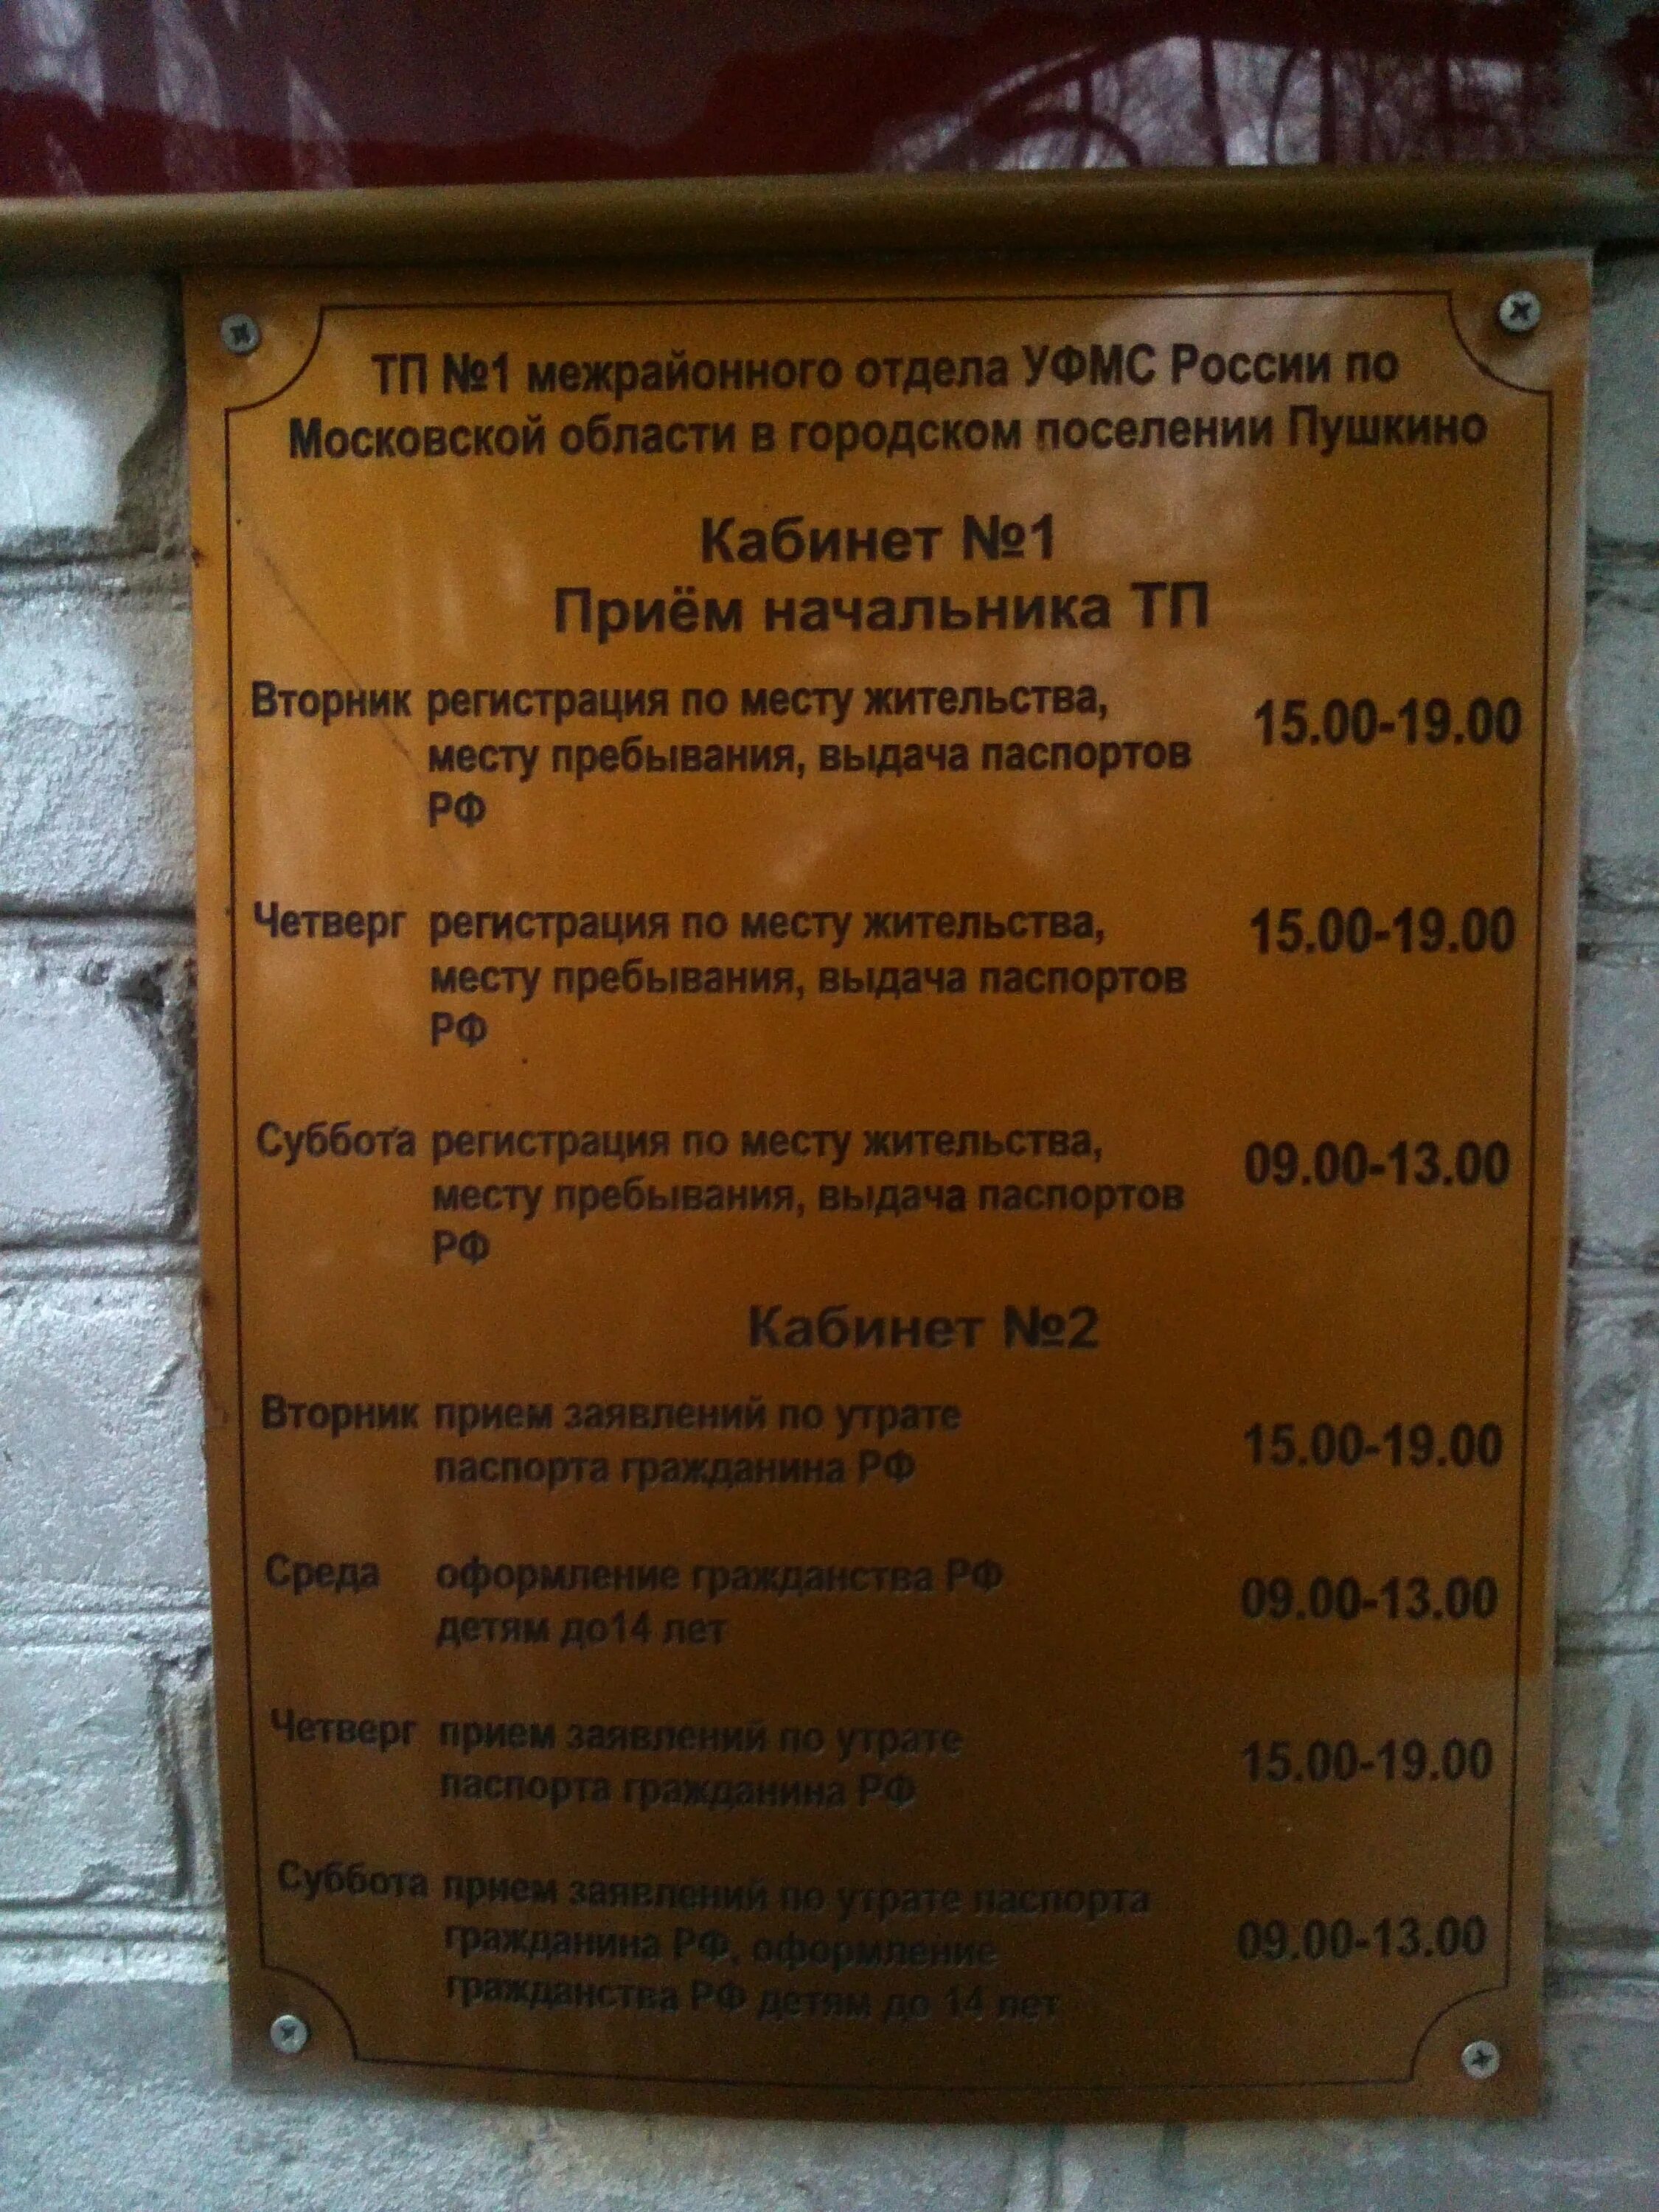 ТП №1 межрайонного отдела УФМС России по
Московской области в городском поселении Пушкино
Кабинет №1
Приём начальника ТП
Вторник регистрация по месту жительства, 15.00-19.00
месту пребывания, выдача паспортов
РФ
Четверг регистрация по месту жительства, 15.00-19.00
месту пребывания, выдача паспортов
РФ
Суббота регистрация по месту жительства, 09.00-13.00
месту пребывания, выдача паспортов
РФ
Кабинет №2
Вторник прием заявлений по утрате 15.00-19.00
паспорта гражданина РФ
Среда оформление гражданства РФ 09.00-13.00
детям до14 лет
Четверг прием заявлений по утрате 15.00-19.00
паспорта гражданина РФ
Суббота прием заявлений по утрате паспорта
гражданина РФ, оформление 09.00-13.00
гражданства РФ детям до 14 лет